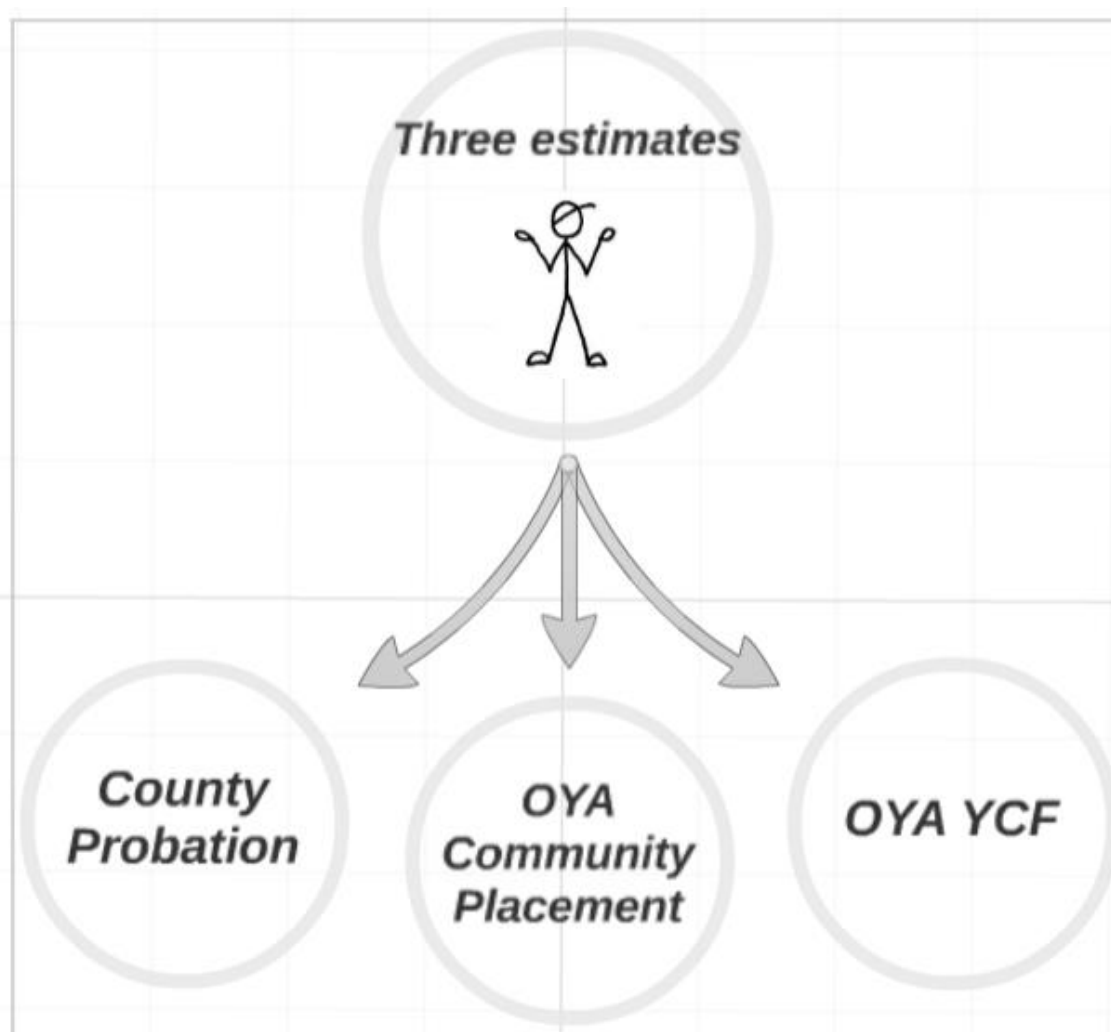 Three estimates
County
Probation
OYA
Community
Placement
OYA YCF